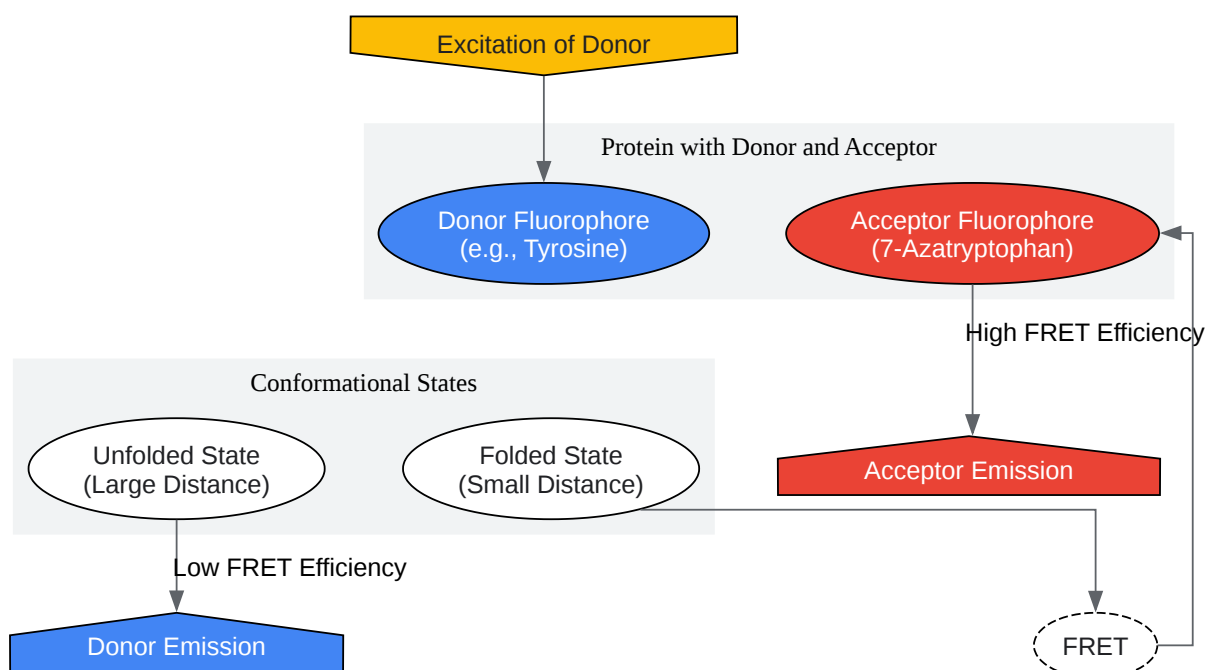 Excitation of Donor
Protein with Donor and Acceptor
Donor Fluorophore
(e.g., Tyrosine)
Acceptor Fluorophore
(7-Azatryptophan)
High FRET Efficiency
Conformational States
Unfolded State
(Large Distance)
Folded State
(Small Distance)
Acceptor Emission
Low FRET Efficiency
Donor Emission
FRET